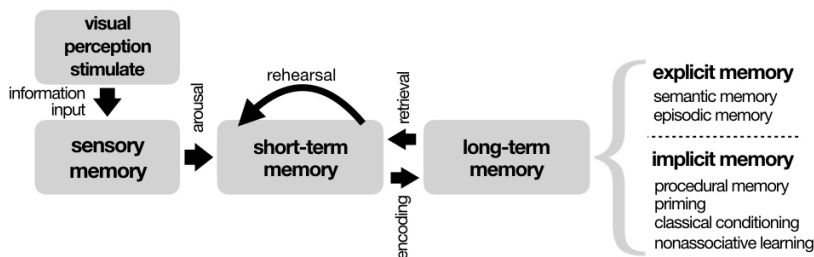 visual
perception
stimulate
information
input
sensory
memory
arousal
rehearsal
short-term
memory
retrieval
encoding
long-term
memory
explicit memory
semantic memory
episodic memory
implicit memory
procedural memory
priming
classical conditioning
nonassociative learning